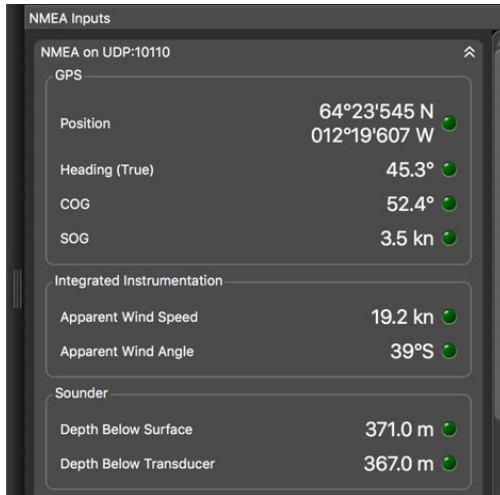 NMEA Inputs
NMEA on UDP:10110
GPS
Position 64°23'545 N
012°19'607 W
Heading (True) 45.3°
COG 52.4°
SOG 3.5 kn
Integrated Instrumentation
Apparent Wind Speed 19.2 kn
Apparent Wind Angle 39°S
Sounder
Depth Below Surface 371.0 m
Depth Below Transducer 367.0 m